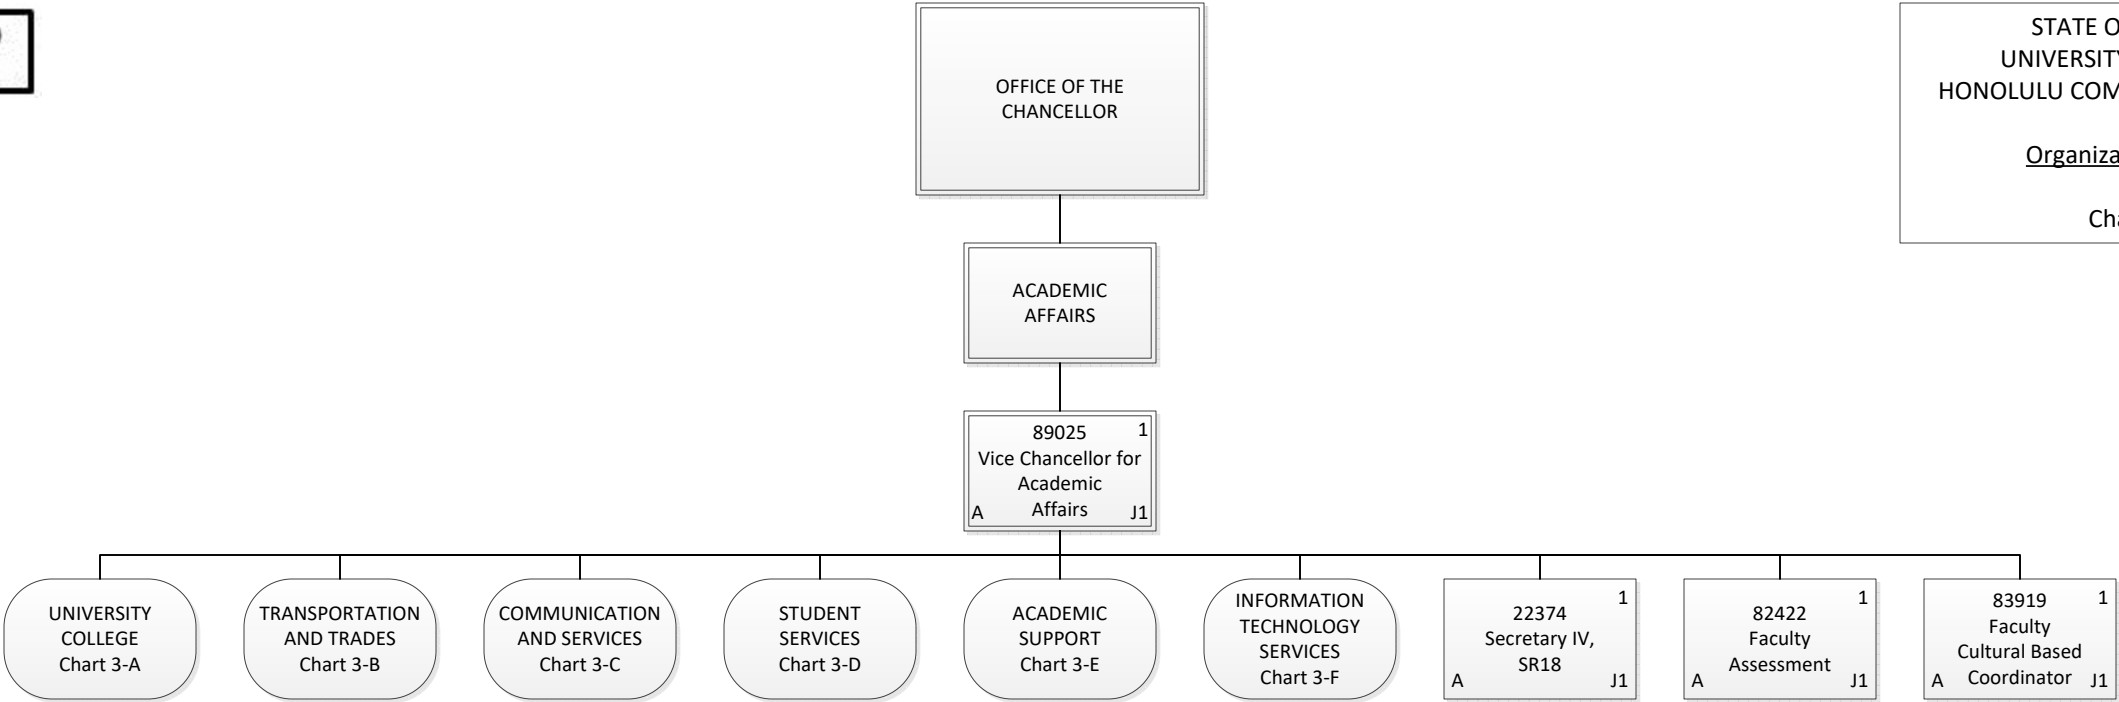 OFFICE OF THE
CHANCELLOR
STATE O
UNIVERSITY
HONOLULU COM
Organiza
Cha
ACADEMIC
AFFAIRS
89025 1
Vice Chancellor for
Academic
A Affairs J1
UNIVERSITY
COLLEGE
Chart 3-A
TRANSPORTATION
AND TRADES
Chart 3-B
COMMUNICATION
AND SERVICES
Chart 3-C
STUDENT
SERVICES
Chart 3-D
ACADEMIC
SUPPORT
Chart 3-E
INFORMATION
TECHNOLOGY
SERVICES
Chart 3-F
1
22374
Secretary IV,
SR18
A J1
1
82422
Faculty
Assessment
A J1
83919 1
Faculty
Cultural Based
A Coordinator J1